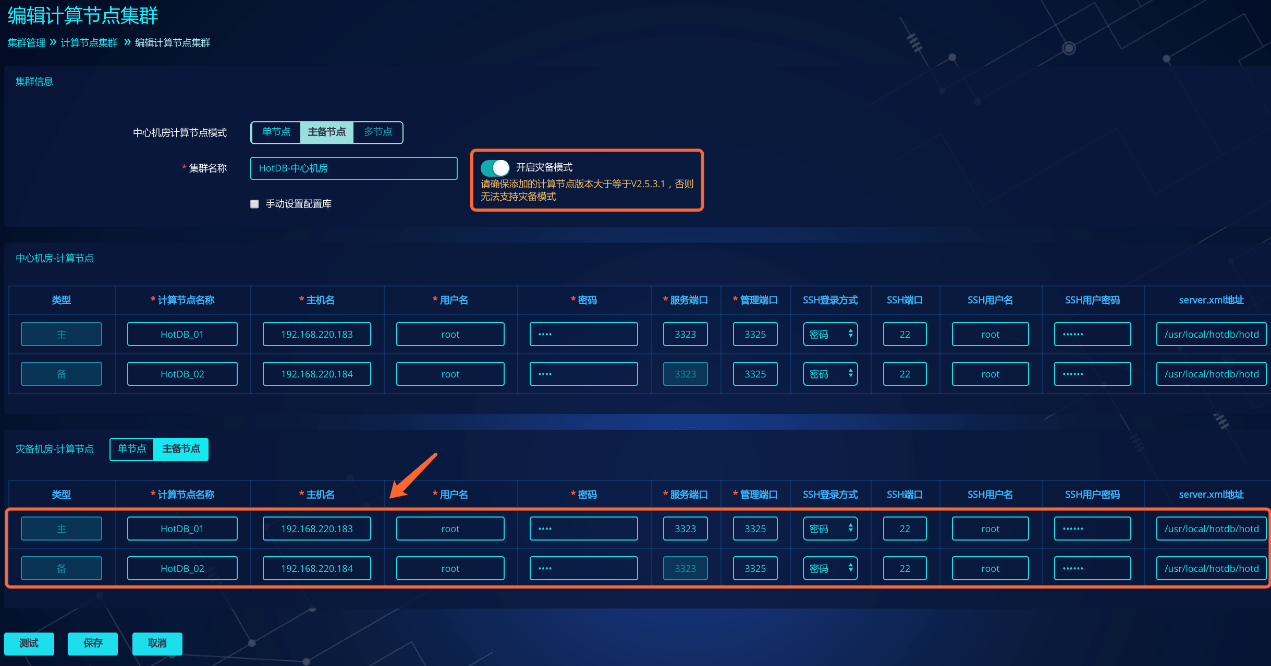 编辑计算节点集群
集群管理 » 计算节点集群 » 编辑计算节点集群
集群信息
中心机房计算节点模式 单节点 主备节点 多节点
* 集群名称 HotDB-中心机房 开启灾备模式
请确保添加的计算节点版本大于等于V2.5.3.1，否则
无法支持灾备模式
手动设置配置库
中心机房-计算节点
类型 * 计算节点名称 * 主机名 * 用户名 * 密码 * 服务端口 * 管理端口 SSH登录方式 SSH端口 SSH用户名 SSH用户密码 server.xml地址
主 HotDB_01 192.168.220.183 root •••• 3323 3325 密码 22 root •••••• /usr/local/hotdb/hotd
备 HotDB_02 192.168.220.184 root •••• 3323 3325 密码 22 root •••••• /usr/local/hotdb/hotd
灾备机房-计算节点 单节点 主备节点
类型 * 计算节点名称 * 主机名 * 用户名 * 密码 * 服务端口 * 管理端口 SSH登录方式 SSH端口 SSH用户名 SSH用户密码 server.xml地址
主 HotDB_01 192.168.220.183 root •••• 3323 3325 密码 22 root •••••• /usr/local/hotdb/hotd
备 HotDB_02 192.168.220.184 root •••• 3323 3325 密码 22 root •••••• /usr/local/hotdb/hotd
测试 保存 取消